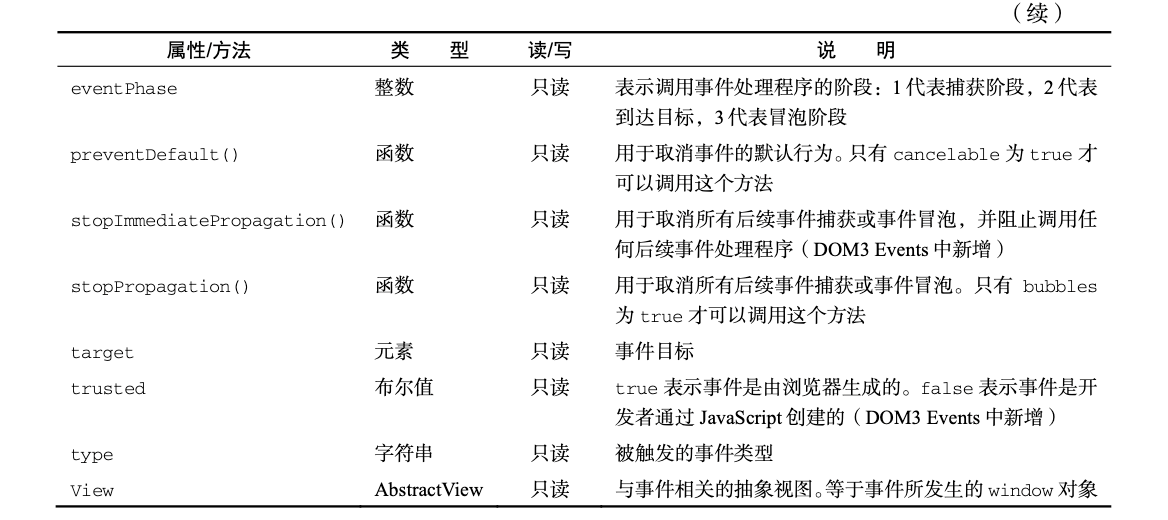 （续）
属性/方法 类 型 读/写 说 明
eventPhase 整数 只读 表示调用事件处理程序的阶段：1代表捕获阶段，2代表
到达目标，3代表冒泡阶段
preventDefault() 函数 只读 用于取消事件的默认行为。只有 cancelable 为 true 才
可以调用这个方法
stopImmediatePropagation() 函数 只读 用于取消所有后续事件捕获或事件冒泡，并阻止调用任
何后续事件处理程序（DOM3 Events 中新增）
stopPropagation() 函数 只读 用于取消所有后续事件捕获或事件冒泡。只有 bubbles
为 true 才可以调用这个方法
target 元素 只读 事件目标
trusted 布尔值 只读 true 表示事件是由浏览器生成的。false 表示事件是开
发者通过 JavaScript 创建的（DOM3 Events 中新增）
type 字符串 只读 被触发的事件类型
View AbstractView 只读 与事件相关的抽象视图。等于事件所发生的 window 对象